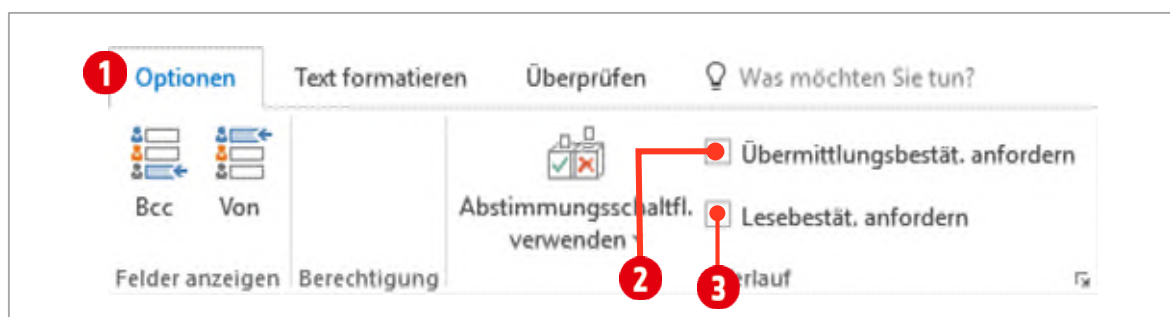 1 Optionen Text formatieren Überprüfen Was möchten Sie tun?
Übermittlungsbestät. anfordern
Bcc Von Abstimmungsschaltfl. Lesebestät. anfordern
verwenden
Felder anzeigen Berechtigung 2 3 erlauf